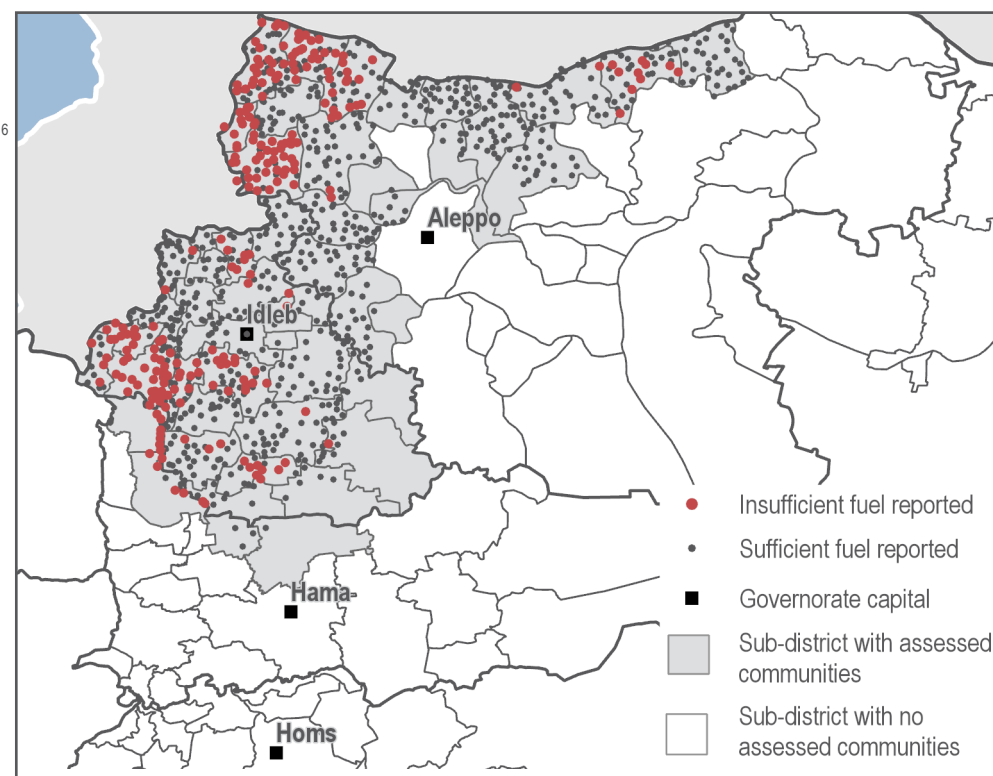 6
Aleppo
Idleb
Insufficient fuel reported
Sufficient fuel reported
Governorate capital
Hama
Sub-district with assessed
communities
Sub-district with no
assessed communities
Homs